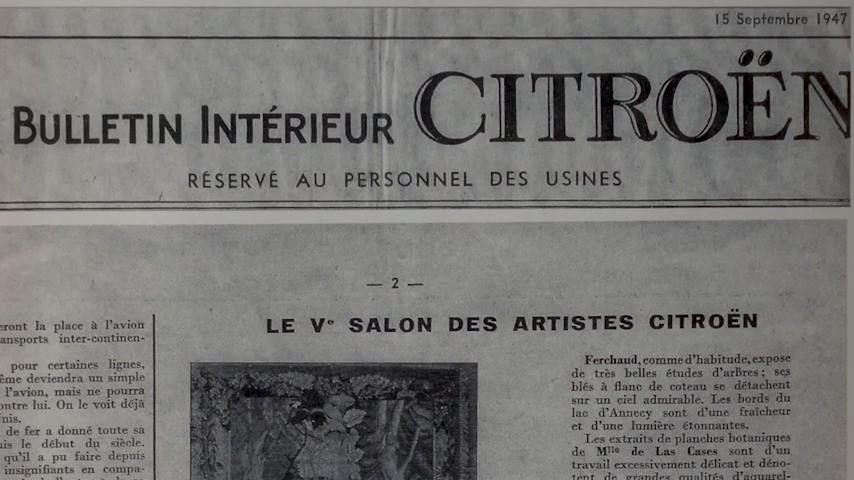 15 Septembre 1947
BULLETIN INTÉRIEUR CITROËN
RÉSERVÉ AU PERSONNEL DES USINES
— 2 —
eront la place à l'avion
ansports inter-continen-
pour certaines lignes,
ême deviendra un simple
l'avion, mais ne pourra
ontre lui. On le voit déjà
nis.
de fer a donné toute sa
uis le début du siècle.
qu'il a pu faire depuis
insignifiants en compa-
LE Vᵉ SALON DES ARTISTES CITROËN
Ferchaud, comme d'habitude, expose
de très belles études d'arbres ; ses
blés à flanc de coteau se détachent
sur un ciel admirable. Les bords du
lac d'Annecy sont d'une fraîcheur
et d'une lumière étonnantes.
Les extraits de planches botaniques
de Mˡˡᵉ de Las Cases sont d'un
travail excessivement délicat et déno-
tent de grandes qualités d'aquarel-